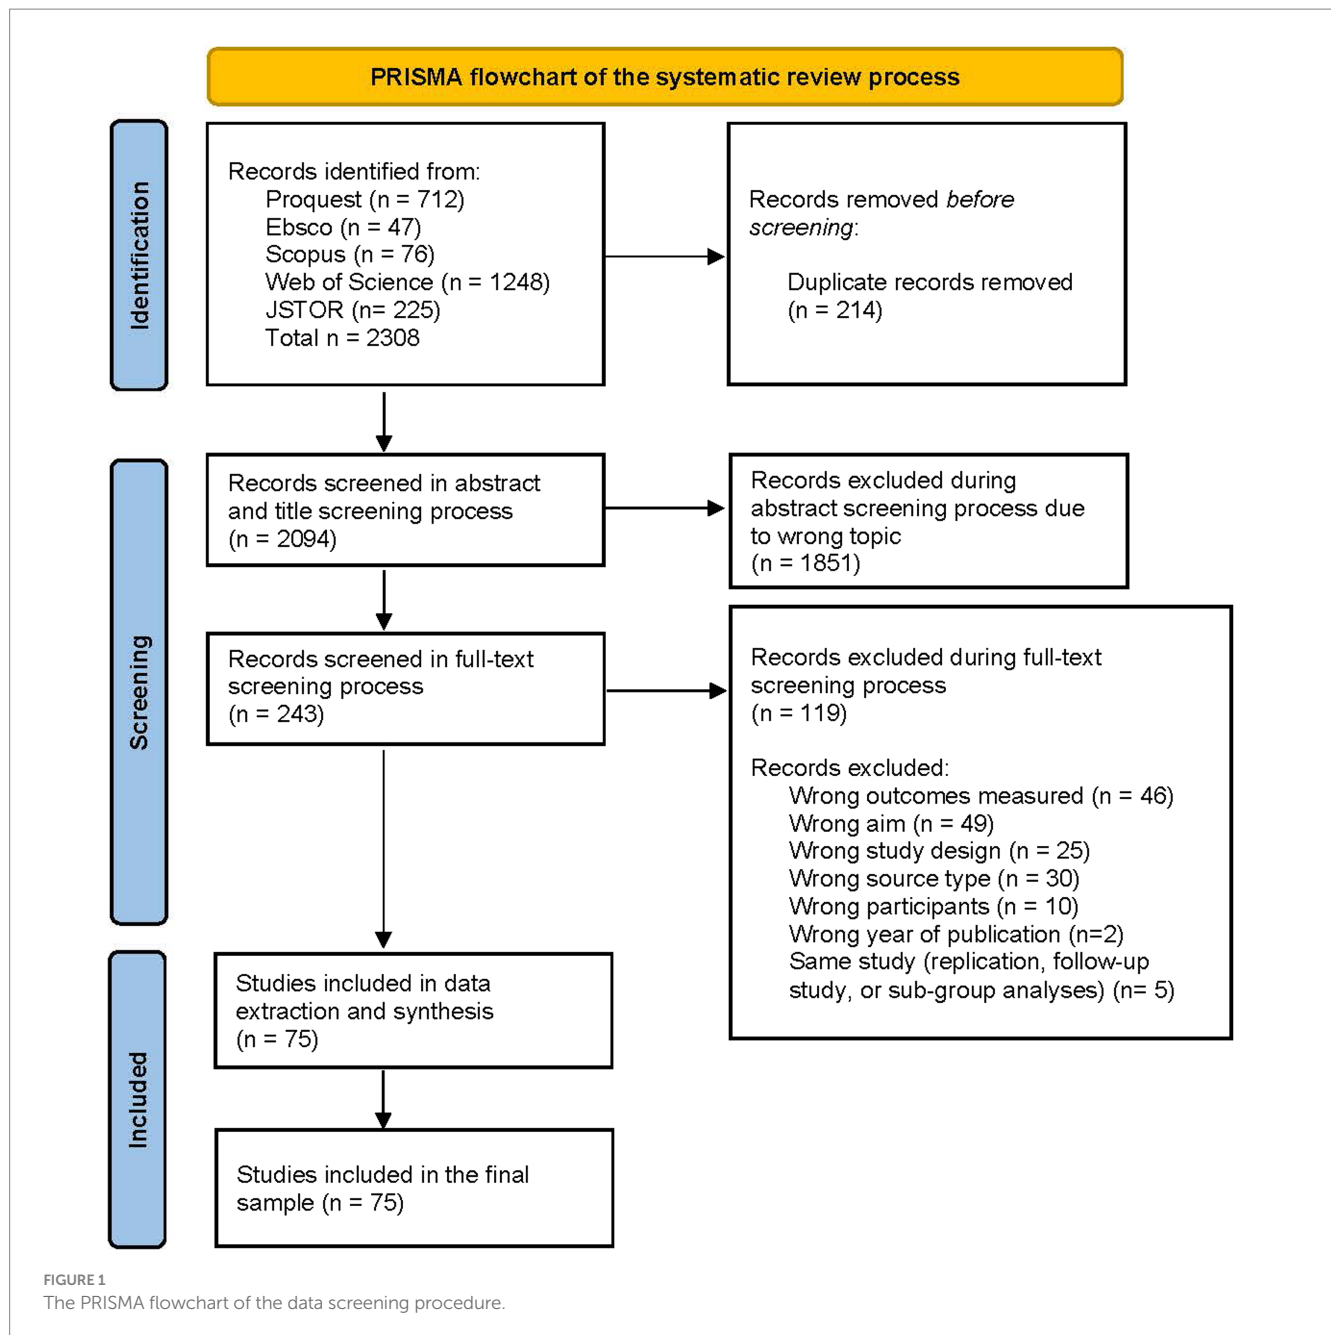 PRISMA flowchart of the systematic review process
Identification
Records identified from:
Proquest (n = 712)
Ebsco (n = 47)
Scopus (n = 76)
Web of Science (n = 1248)
JSTOR (n= 225)
Total n = 2308
Records removed before
screening:
Duplicate records removed
(n = 214)
Screening
Records screened in abstract
and title screening process
(n = 2094)
Records excluded during
abstract screening process due
to wrong topic
(n = 1851)
Records screened in full-text
screening process
(n = 243)
Records excluded during full-text
screening process
(n = 119)
Records excluded:
Wrong outcomes measured (n = 46)
Wrong aim (n = 49)
Wrong study design (n = 25)
Wrong source type (n = 30)
Wrong participants (n = 10)
Wrong year of publication (n=2)
Same study (replication, follow-up
study, or sub-group analyses) (n= 5)
Included
Studies included in data
extraction and synthesis
(n = 75)
Studies included in the final
sample (n = 75)
FIGURE 1
The PRISMA flowchart of the data screening procedure.